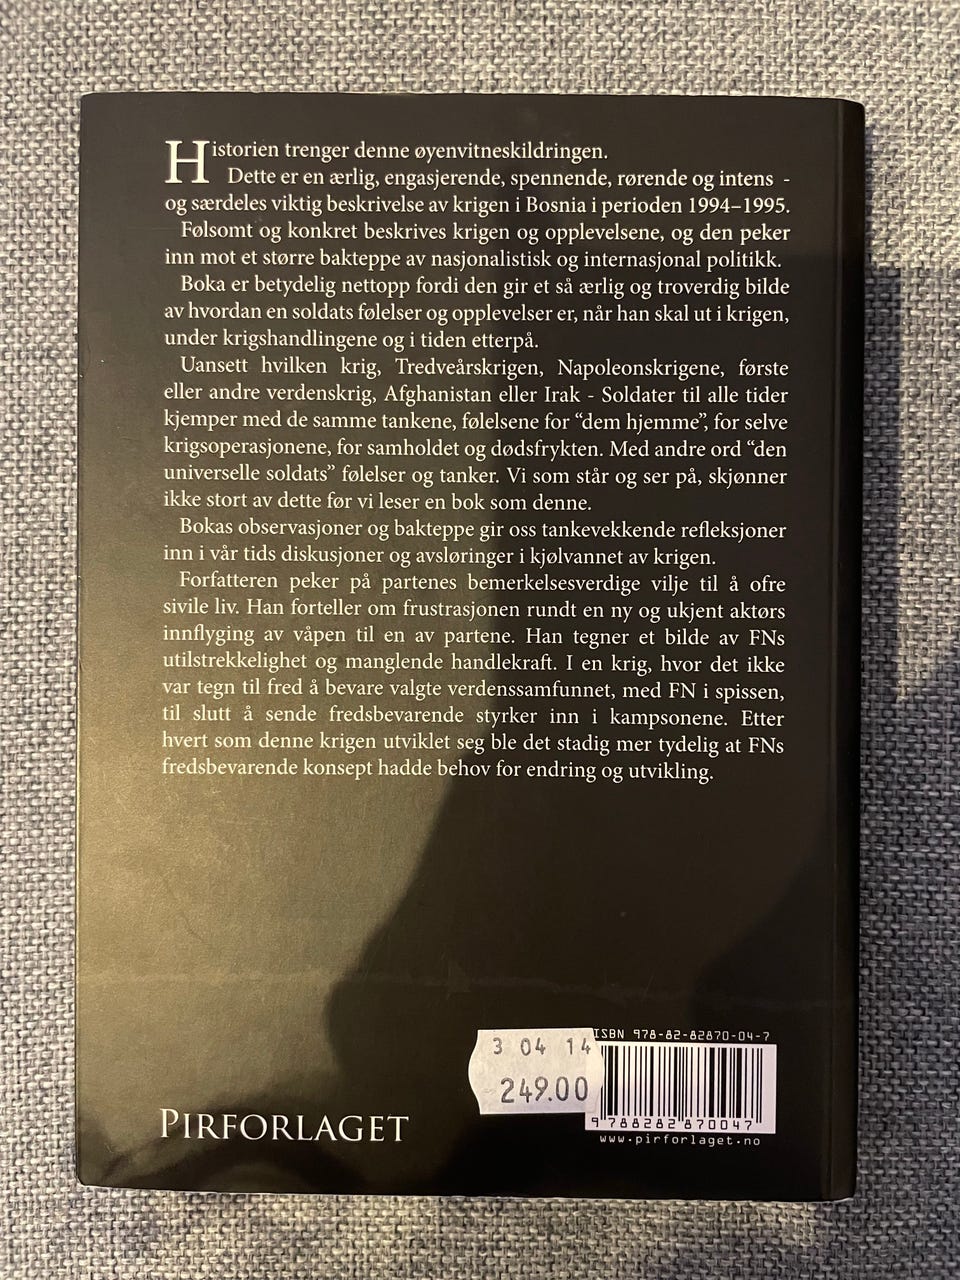 Historien trenger denne øyenvitneskildringen.
Dette er en ærlig, engasjerende, spennende, rørende og intens -
og særdeles viktig beskrivelse av krigen i Bosnia i perioden 1994–1995.
Følsomt og konkret beskrives krigen og opplevelsene, og den peker
inn mot et større bakteppe av nasjonalistisk og internasjonal politikk.
Boka er betydelig nettopp fordi den gir et så ærlig og troverdig bilde
av hvordan en soldats følelser og opplevelser er, når han skal ut i krigen,
under krigshandlingene og i tiden etterpå.
Uansett hvilken krig, Tredveårskrigen, Napoleonskrigene, første
eller andre verdenskrig, Afghanistan eller Irak - Soldater til alle tider
kjemper med de samme tankene, følelsene for “dem hjemme”, for selve
krigsoperasjonene, for samholdet og dødsfrykten. Med andre ord “den
universelle soldats” følelser og tanker. Vi som står og ser på, skjønner
ikke stort av dette før vi leser en bok som denne.
Bokas observasjoner og bakteppe gir oss tankevekkende refleksjoner
inn i vår tids diskusjoner og avsløringer i kjølvannet av krigen.
Forfatteren peker på partenes bemerkelsesverdige vilje til å ofre
sivile liv. Han forteller om frustrasjonen rundt en ny og ukjent aktørs
innflyging av våpen til en av partene. Han tegner et bilde av FNs
utilstrekkelighet og manglende handlekraft. I en krig, hvor det ikke
var tegn til fred å bevare valgte verdenssamfunnet, med FN i spissen,
til slutt å sende fredsbevarende styrker inn i kampsonene. Etter
hvert som denne krigen utviklet seg ble det stadig mer tydelig at FNs
fredsbevarende konsept hadde behov for endring og utvikling.
ISBN 978-82-82870-04-7
3 04 14
249.00
9 788282 870047
www.pirforlaget.no
PIRFORLAGET